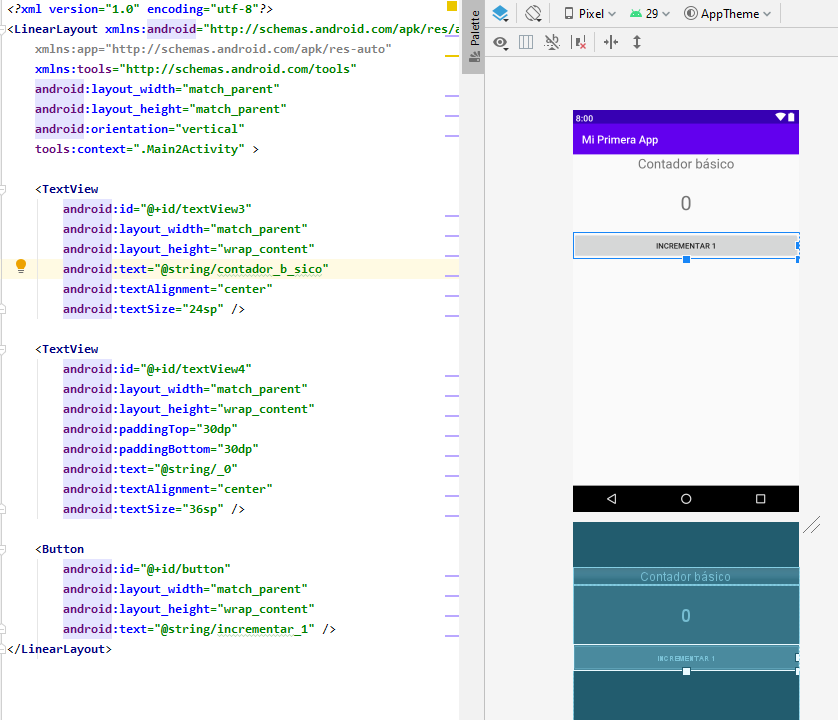 <?xml version="1.0" encoding="utf-8"?>
<LinearLayout xmlns:android="http://schemas.android.com/apk/res/a
xmlns:app="http://schemas.android.com/apk/res-auto"
xmlns:tools="http://schemas.android.com/tools"
android:layout_width="match_parent"
android:layout_height="match_parent"
android:orientation="vertical"
tools:context=".Main2Activity" >
<TextView
android:id="@+id/textView3"
android:layout_width="match_parent"
android:layout_height="wrap_content"
android:text="@string/contador_b_sico"
android:textAlignment="center"
android:textSize="24sp" />
<TextView
android:id="@+id/textView4"
android:layout_width="match_parent"
android:layout_height="wrap_content"
android:paddingTop="30dp"
android:paddingBottom="30dp"
android:text="@string/_0"
android:textAlignment="center"
android:textSize="36sp" />
<Button
android:id="@+id/button"
android:layout_width="match_parent"
android:layout_height="wrap_content"
android:text="@string/incrementar_1" />
</LinearLayout>
Palette
Pixel 29 AppTheme
8:00
Mi Primera App
Contador básico
0
INCREMENTAR 1
Contador básico
0
INCREMENTAR 1